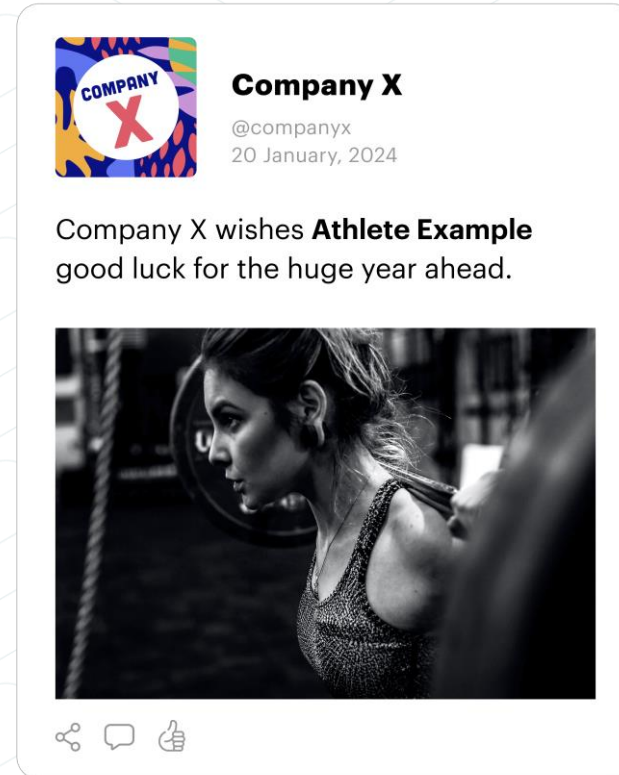 COMPANY
X
Company X
@companyx
20 January, 2024
Company X wishes Athlete Example
good luck for the huge year ahead.